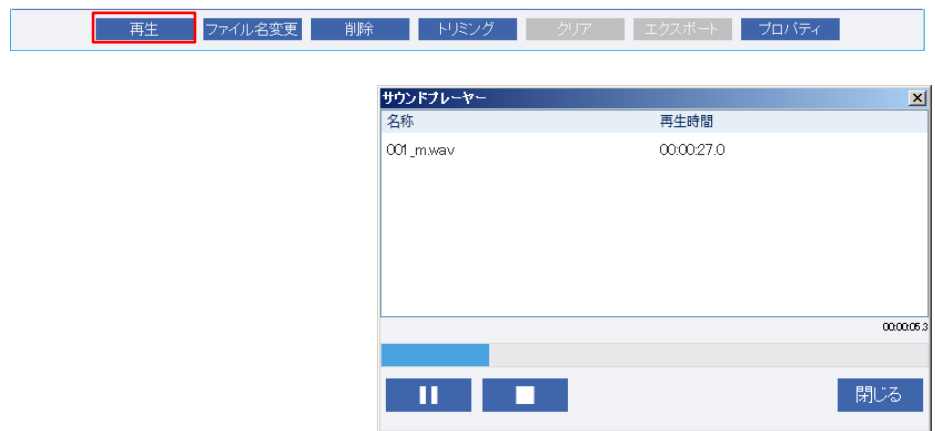 再生 ファイル名変更 削除 トリミング クリア エクスポート プロパティ
サウンドプレーヤー
名称 再生時間
001_m.wav 00:00:27.0
00:00:05.3
閉じる